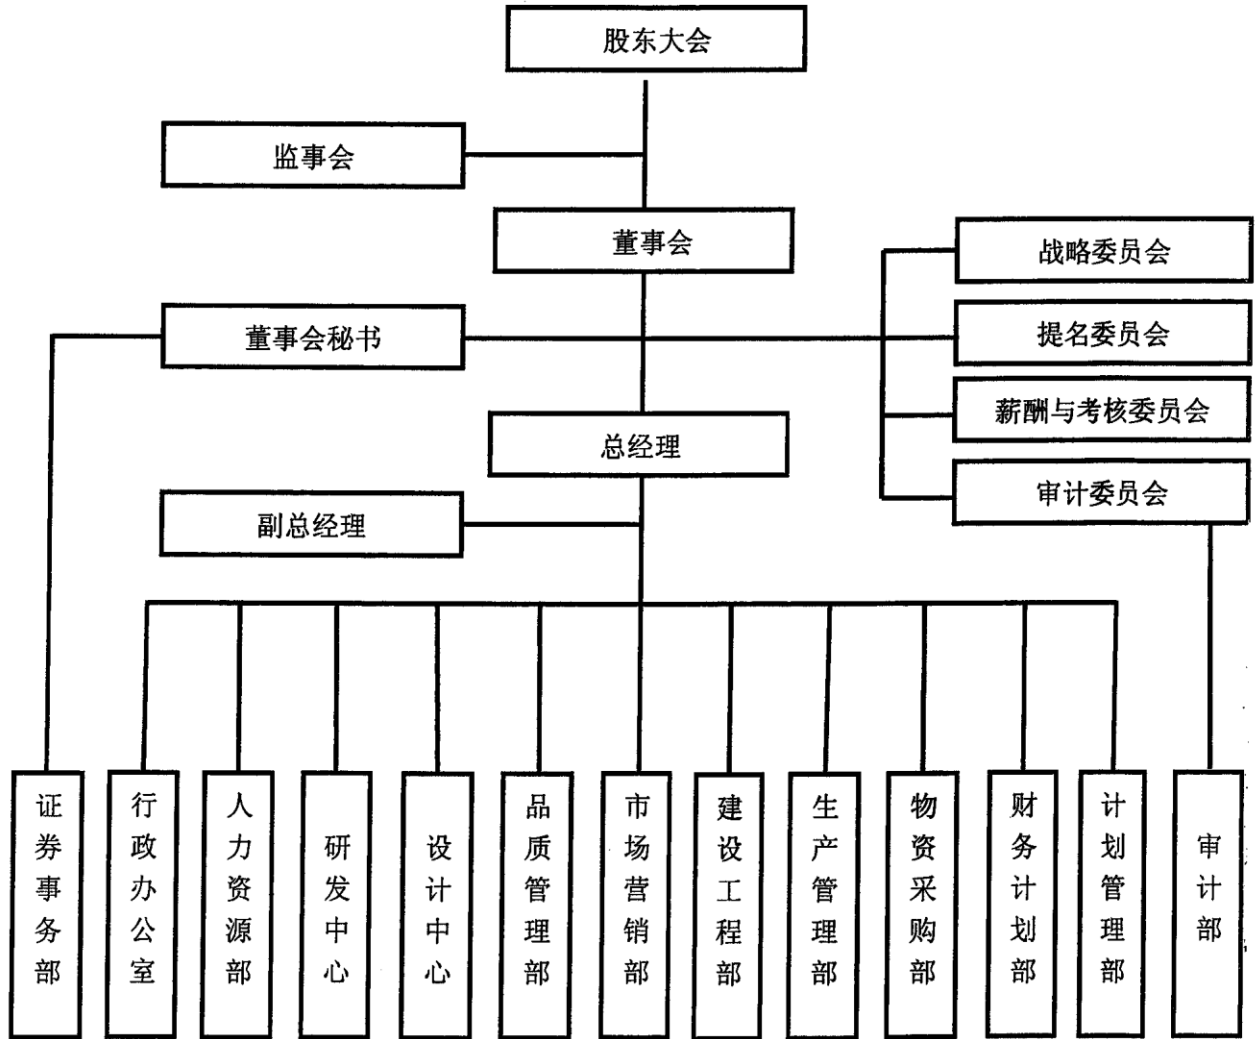 股东大会
监事会
董事会
战略委员会
董事会秘书
提名委员会
薪酬与考核委员会
总经理
审计委员会
副总经理
证券事务部
行政办公室
人力资源部
研发中心
设计中心
品质管理部
市场营销部
建设工程部
生产管理部
物资采购部
财务计划部
计划管理部
审计部